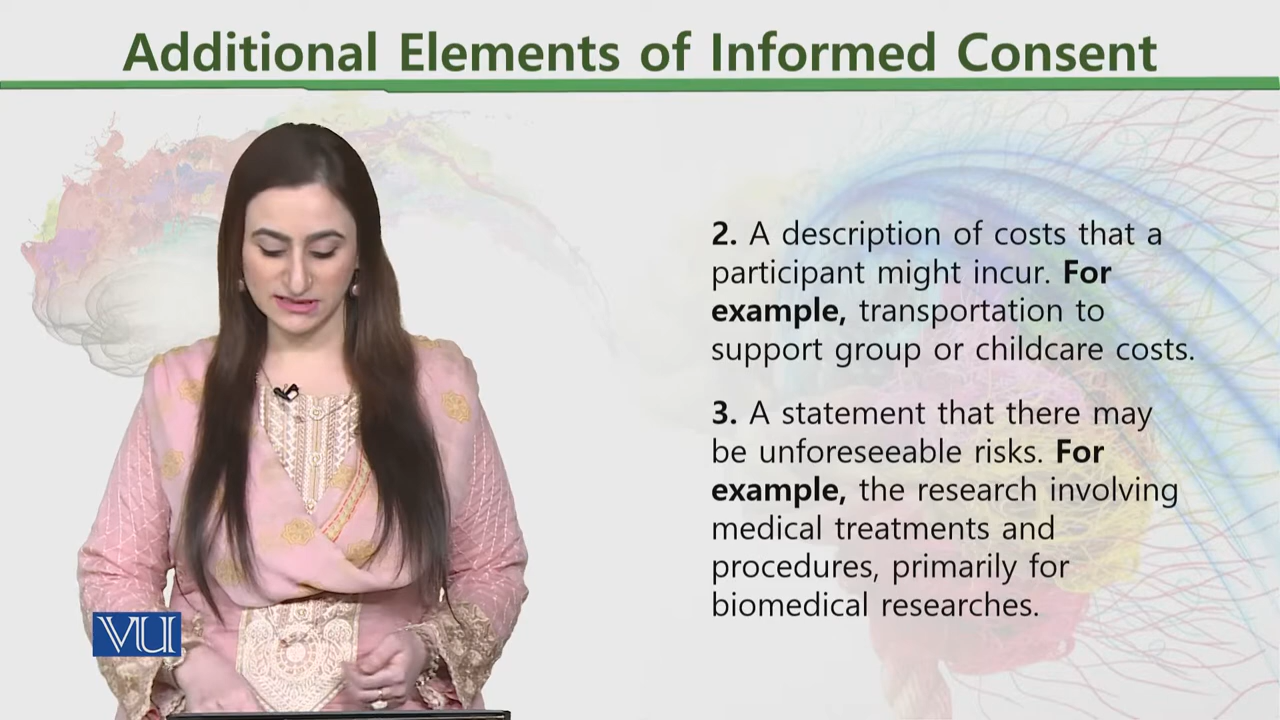 Additional Elements of Informed Consent
2. A description of costs that a
participant might incur. For
example, transportation to
support group or childcare costs.
3. A statement that there may
be unforeseeable risks. For
example, the research involving
medical treatments and
procedures, primarily for
biomedical researches.
VU